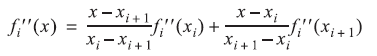 f_i''(x) = \frac{x - x_{i+1}}{x_i - x_{i+1}} f_i''(x_i) + \frac{x - x_i}{x_{i+1} - x_i} f_i''(x_{i+1})